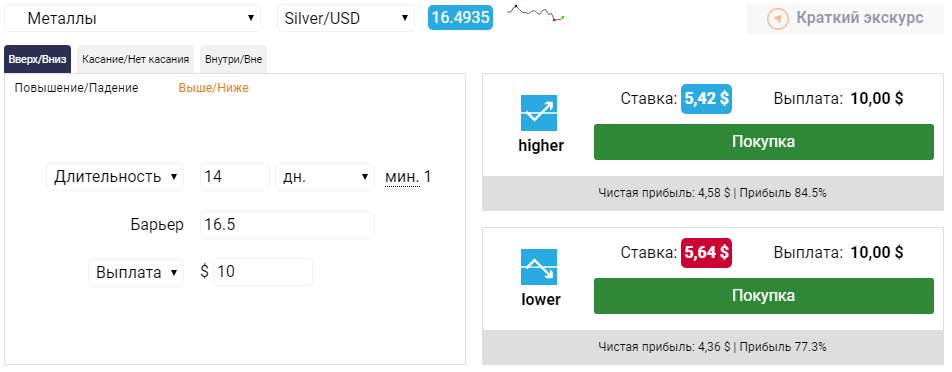 Металлы Silver/USD 16.4935 Краткий экскурс
Вверх/Вниз Касание/Нет касания Внутри/Вне
Повышение/Падение Выше/Ниже
Длительность 14 дн. мин. 1
Барьер 16.5
Выплата $ 10
Ставка: 5,42 $ Выплата: 10,00 $
higher Покупка
Чистая прибыль: 4,58 $ | Прибыль 84.5%
Ставка: 5,64 $ Выплата: 10,00 $
lower Покупка
Чистая прибыль: 4,36 $ | Прибыль 77.3%